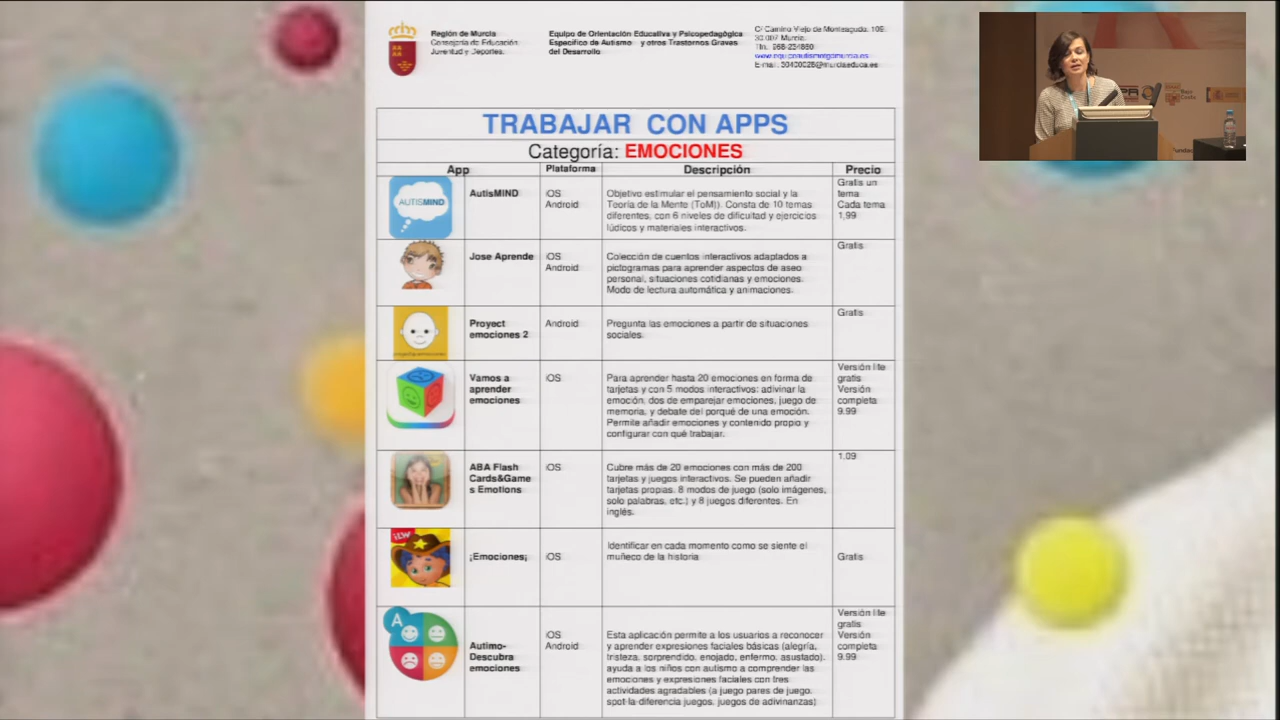 Región de Murcia
Consejería de Educación,
Juventud y Deportes.
Equipo de Orientación Educativa y Psicopedagógica
Específico de Autismo y otros Trastornos Graves
del Desarrollo
C/ Camino Viejo de Monteagudo, 109.
30.007 Murcia.
TRABAJAR CON APPS
Categoría: EMOCIONES
App Plataforma Descripción Precio
AUTISMIND
AutisMIND
iOS
Android
Objetivo estimular el pensamiento social y la
Teoría de la Mente (ToM)). Consta de 10 temas
diferentes, con 6 niveles de dificultad y ejercicios
lúdicos y materiales interactivos.
Gratis un
tema
Cada tema
1,99
Jose Aprende
iOS
Android
Colección de cuentos interactivos adaptados a
pictogramas para aprender aspectos de aseo
personal, situaciones cotidianas y emociones.
Modo de lectura automática y animaciones.
Gratis
Proyect
emociones 2
Android
Pregunta las emociones a partir de situaciones
sociales.
Gratis
Vamos a
aprender
emociones
iOS
Para aprender hasta 20 emociones en forma de
tarjetas y con 5 modos interactivos: adivinar la
emoción, dos de emparejar emociones, juego de
memoria, y debate del porqué de una emoción.
Permite añadir emociones y contenido propio y
configurar con qué trabajar.
Versión lite
gratis
Versión
completa
9.99
ABA Flash
Cards&Game
s Emotions
iOS
Cubre más de 20 emociones con más de 200
tarjetas y juegos interactivos. Se pueden añadir
tarjetas propias. 8 modos de juego (solo imágenes,
solo palabras, etc.) y 8 juegos diferentes. En
inglés.
1.09
iLW
¡Emociones¡
iOS
Identificar en cada momento como se siente el
muñeco de la historia
Gratis
A
Autimo-
Descubra
emociones
iOS
Android
Esta aplicación permite a los usuarios a reconocer
y aprender expresiones faciales básicas (alegría,
tristeza, sorprendido, enojado, enfermo, asustado).
ayuda a los niños con autismo a comprender las
emociones y expresiones faciales con tres
actividades agradables (a juego pares de juego,
spot-la-diferencia juegos, juegos de adivinanzas)
Versión lite
gratis
Versión
completa
9.99